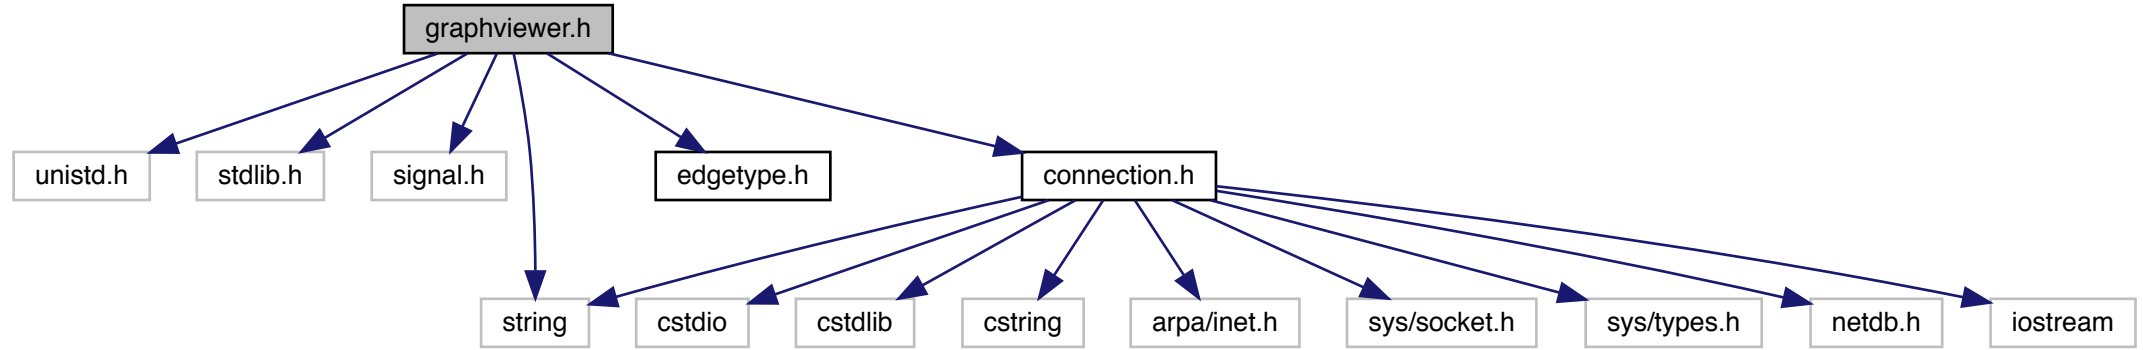 graphviewer.h
unistd.h
stdlib.h
signal.h
edgetype.h
connection.h
string
cstdio
cstdlib
cstring
arpa/inet.h
sys/socket.h
sys/types.h
netdb.h
iostream